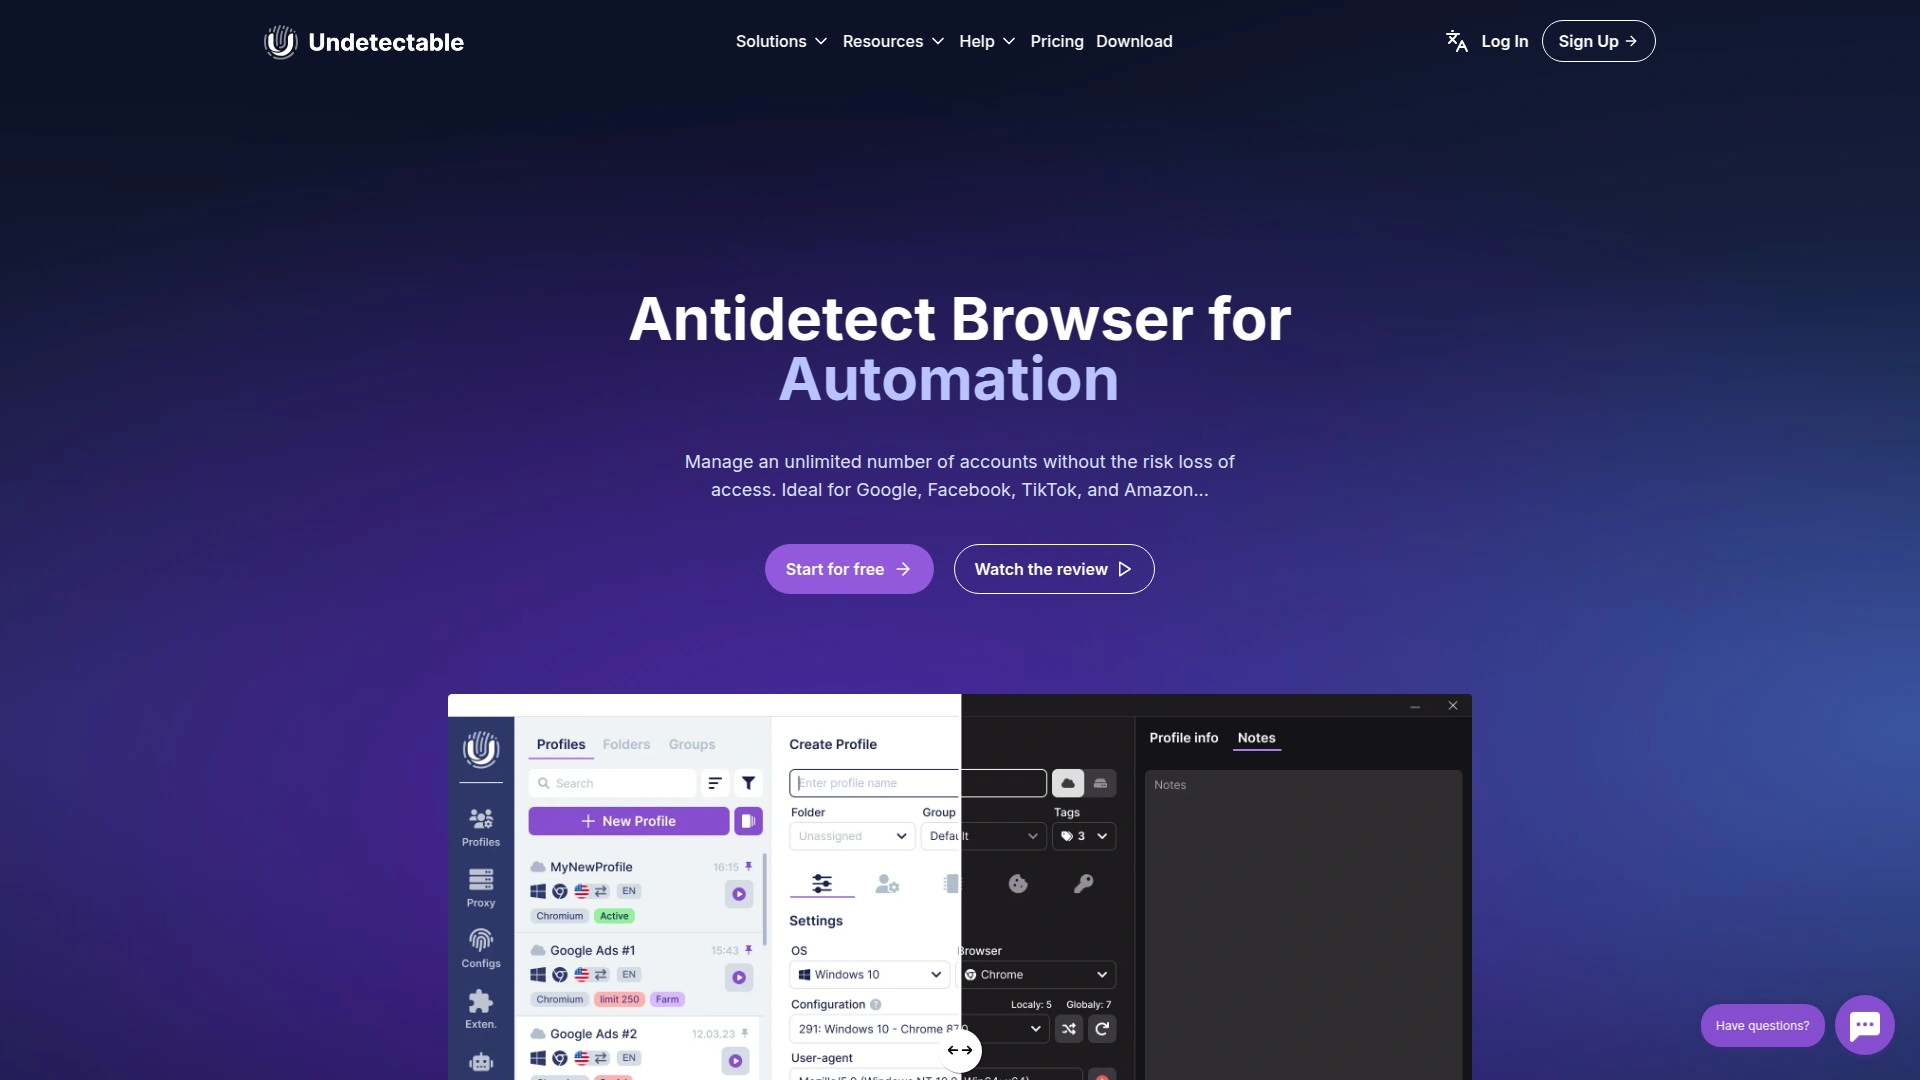 Undetectable
Solutions
Resources
Help
Pricing
Download
Log In
Sign Up
Antidetect Browser for
Automation
Manage an unlimited number of accounts without the risk loss of
access. Ideal for Google, Facebook, TikTok, and Amazon...
Start for free
Watch the review
Profiles
Folders
Groups
Search
New Profile
Profiles
Proxy
Configs
Exten.
MyNewProfile
16:15
EN
Chromium
Active
Google Ads #1
15:43
EN
Chromium
limit 250
Farm
Google Ads #2
12.03.23
EN
Create Profile
Enter profile name
Folder
Group
Tags
Unassigned
Default
3
Settings
OS
Browser
Windows 10
Chrome
Configuration
Localy: 5
Globaly: 7
291: Windows 10 - Chrome 87.0
User-agent
Profile info
Notes
Notes
Have questions?